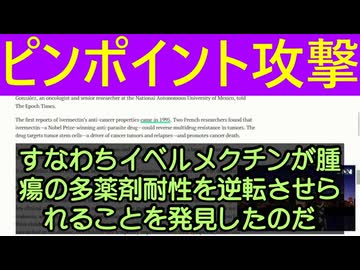 ピンポイント攻撃
González, an oncologist and senior researcher at the National Autonomous University of Mexico, told
The Epoch Times.
The first reports of ivermectin's anti-cancer properties came in 1995. Two French researchers found that
ivermectin—a Nobel Prize-winning anti-parasite drug—could reverse multidrug resistance in tumors. The
drug targets tumor stem cells—a driver of cancer tumors and relapses—and promotes cancer death.
すなわちイベルメクチンが腫
瘍の多薬剤耐性を逆転させら
れることを発見したのだ